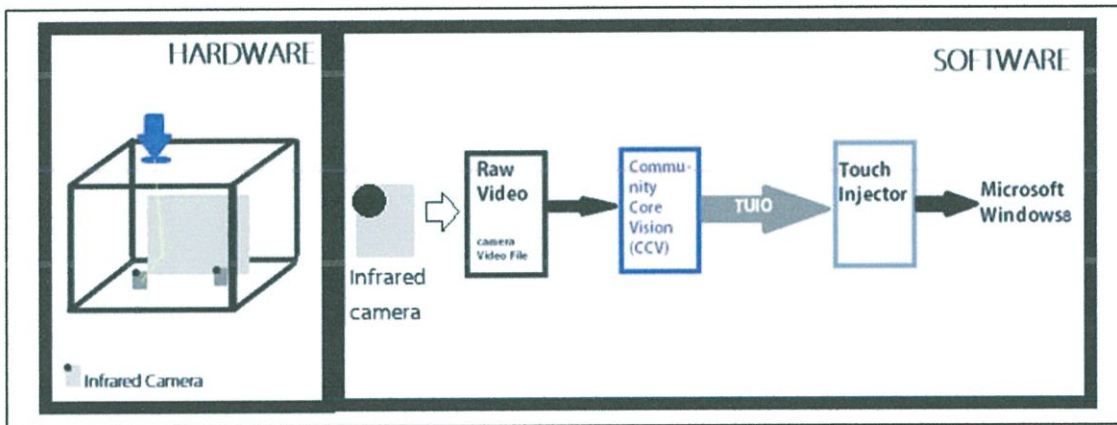 HARDWARE
Infrared Camera
SOFTWARE
Infrared
camera
Raw
Video
camera
Video File
Commu-
nity
Core
Vision
(CCV)
TUIO
Touch
Injector
Microsoft
Windows8